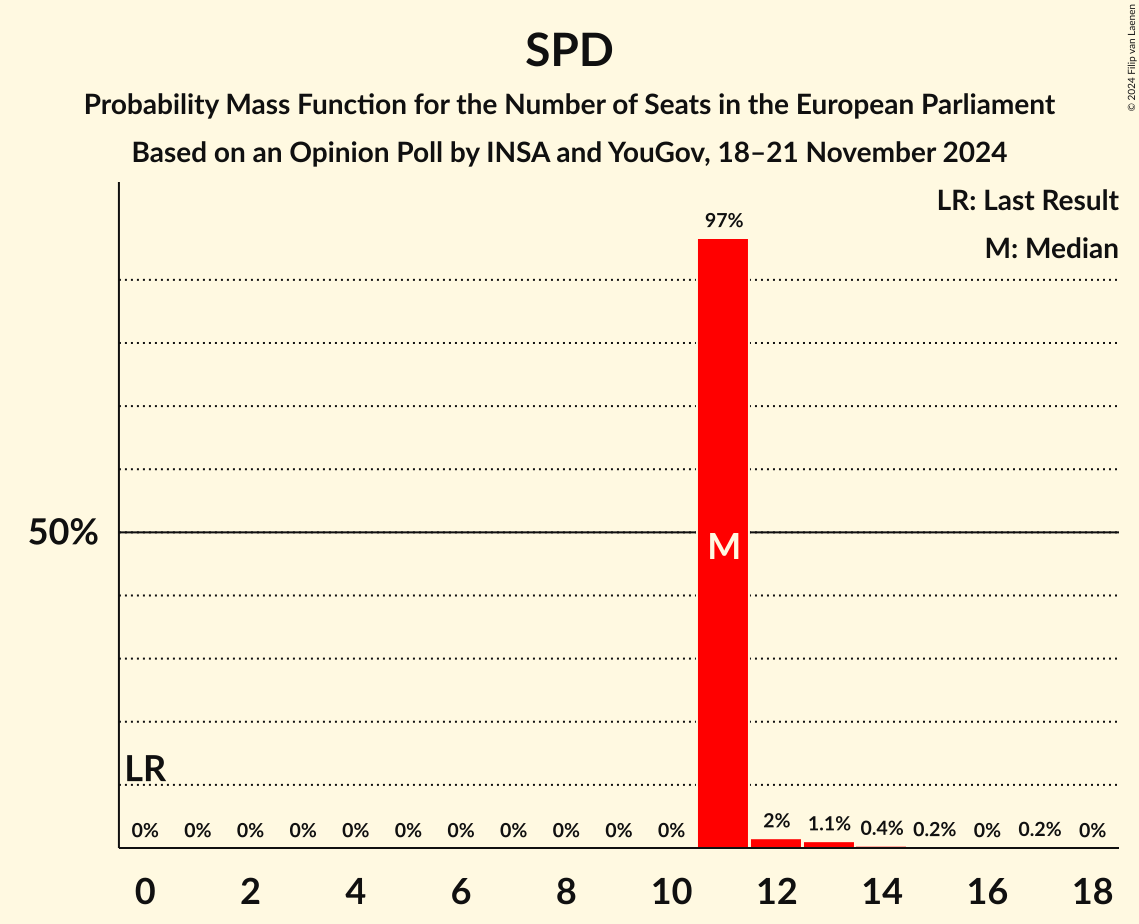 SPD
Probability Mass Function for the Number of Seats in the European Parliament
Based on an Opinion Poll by INSA and YouGov, 18–21 November 2024
© 2024 Filip van Laenen
LR: Last Result
M: Median
97%
50%
M
LR
0% 0% 0% 0% 0% 0% 0% 0% 0% 0% 0% 2% 1.1% 0.4% 0.2% 0% 0.2% 0%
0 2 4 6 8 10 12 14 16 18